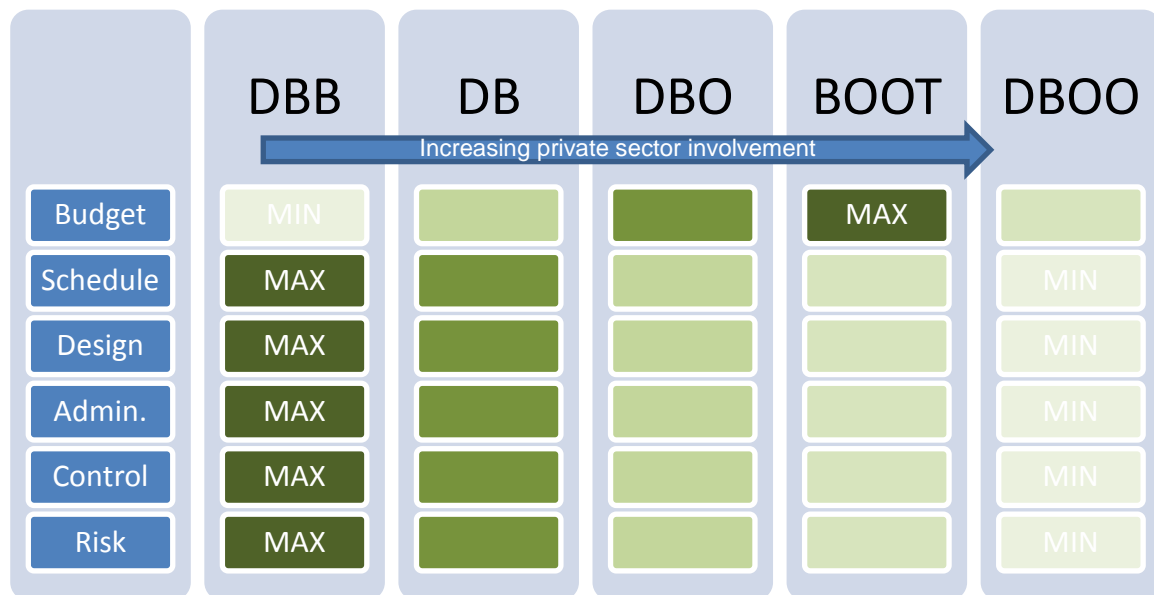 DBB DB DBO BOOT DBOO
Increasing private sector involvement
Budget MIN MAX
Schedule MAX MIN
Design MAX MIN
Admin. MAX MIN
Control MAX MIN
Risk MAX MIN